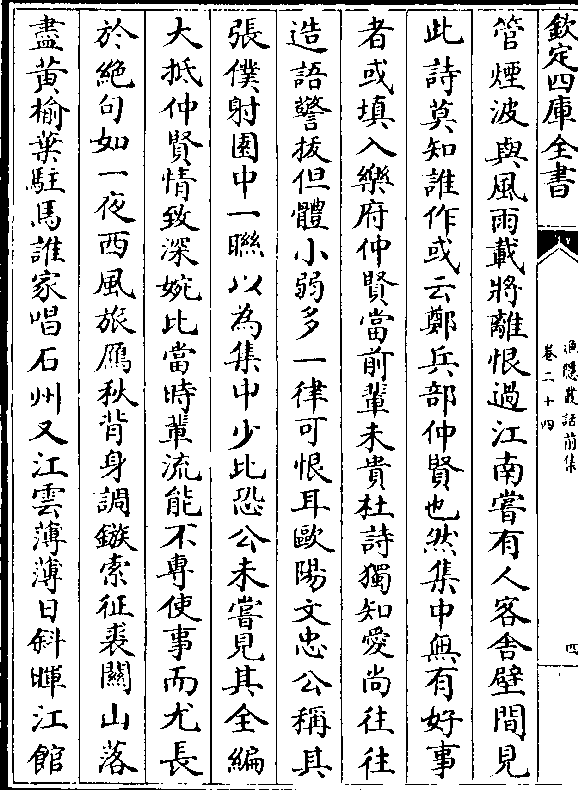 欽定四庫全書
漁隱叢話前集
卷二十四
四
管煙波與風雨載將離恨過江南嘗有人客舍壁間見
此詩莫知誰作或云鄭兵部仲賢也然集中無有好事
者或填入樂府仲賢當前輩未貴杜詩獨知愛尚往往
造語警拔但體小弱多一律可恨耳歐陽文忠公稱其
張僕射園中一聯以為集中少比恐公未嘗見其全編
大抵仲賢情致深婉比當時輩流能不專使事而尤長
於絶句如一夜西風旅鴈秋背身調鏃索征裘關山落
盡黄榆葉駐馬誰家唱石州又江雲薄薄日斜暉江館